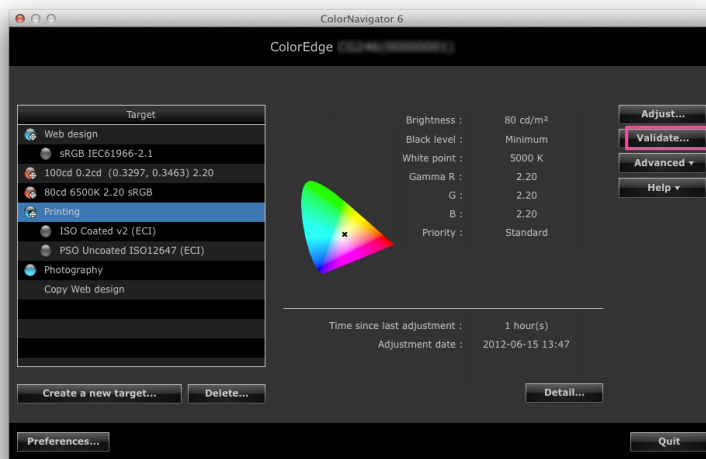 ColorNavigator 6
ColorEdge
Target
Web design
sRGB IEC61966-2.1
100cd 0.2cd (0.3297, 0.3463) 2.20
80cd 6500K 2.20 sRGB
Printing
ISO Coated v2 (ECI)
PSO Uncoated ISO12647 (ECI)
Photography
Copy Web design
Create a new target...
Delete...
Brightness : 80 cd/m²
Black level : Minimum
White point : 5000 K
Gamma R : 2.20
G : 2.20
B : 2.20
Priority : Standard
Time since last adjustment : 1 hour(s)
Adjustment date : 2012-06-15 13:47
Detail...
Adjust...
Validate...
Advanced ▾
Help ▾
Preferences...
Quit